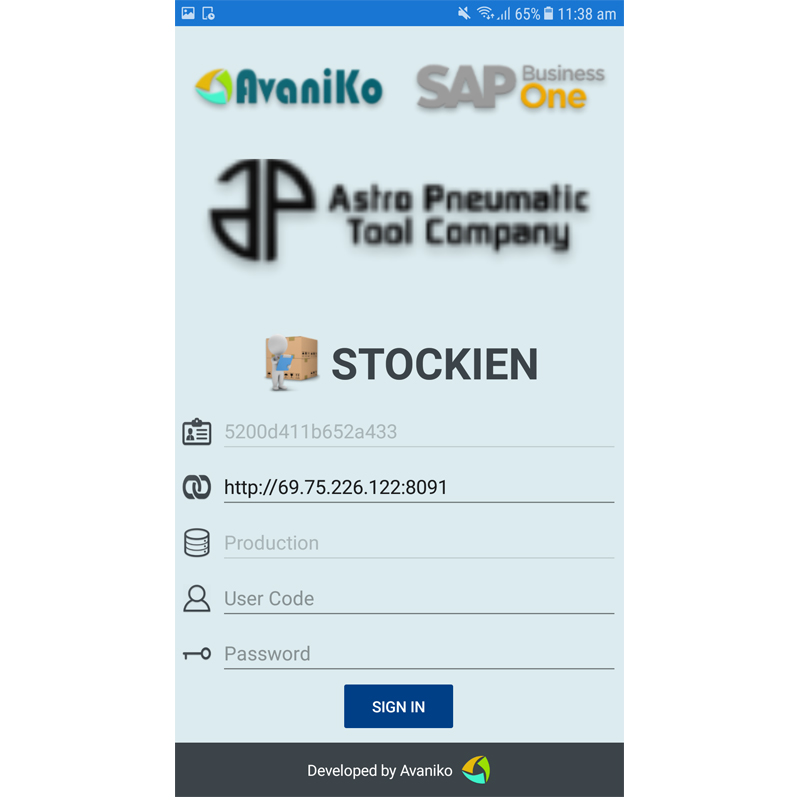 65% 11:38 am
AvaniKo
SAP Business One
Astro Pneumatic
Tool Company
STOCKIEN
5200d411b652a433
http://69.75.226.122:8091
Production
User Code
Password
SIGN IN
Developed by Avaniko